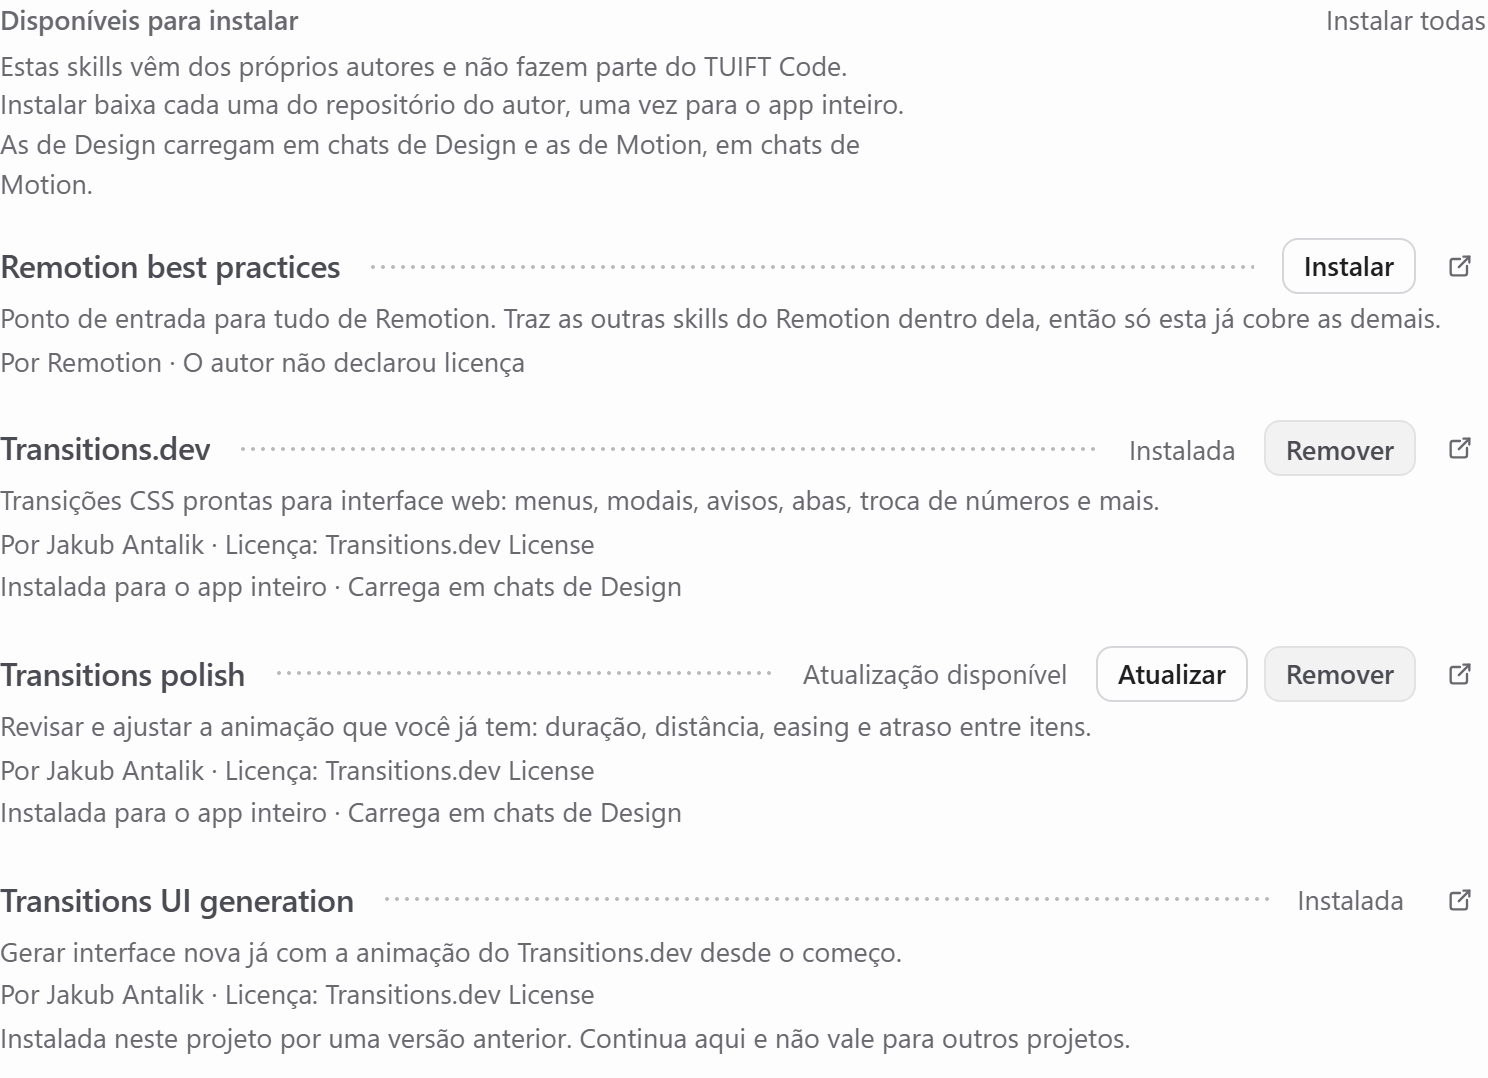 Disponíveis para instalar
Instalar todas
Estas skills vêm dos próprios autores e não fazem parte do TUIFT Code.
Instalar baixa cada uma do repositório do autor, uma vez para o app inteiro.
As de Design carregam em chats de Design e as de Motion, em chats de
Motion.
Remotion best practices
Instalar
Ponto de entrada para tudo de Remotion. Traz as outras skills do Remotion dentro dela, então só esta já cobre as demais.
Por Remotion · O autor não declarou licença
Transitions.dev
Instalada
Remover
Transições CSS prontas para interface web: menus, modais, avisos, abas, troca de números e mais.
Por Jakub Antalik · Licença: Transitions.dev License
Instalada para o app inteiro · Carrega em chats de Design
Transitions polish
Atualização disponível
Atualizar
Remover
Revisar e ajustar a animação que você já tem: duração, distância, easing e atraso entre itens.
Por Jakub Antalik · Licença: Transitions.dev License
Instalada para o app inteiro · Carrega em chats de Design
Transitions UI generation
Instalada
Gerar interface nova já com a animação do Transitions.dev desde o começo.
Por Jakub Antalik · Licença: Transitions.dev License
Instalada neste projeto por uma versão anterior. Continua aqui e não vale para outros projetos.